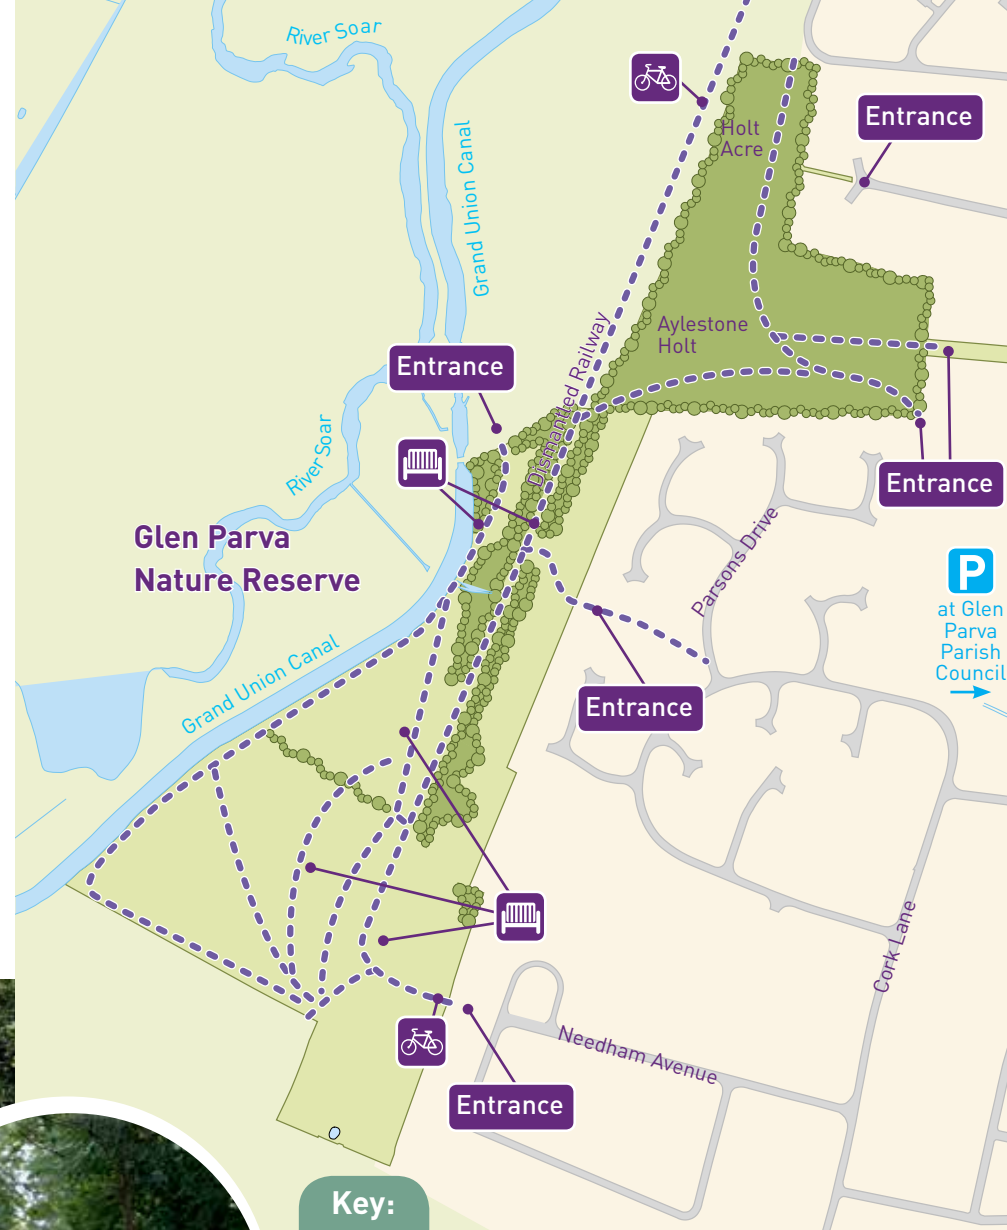 River Soar
Grand Union Canal
Holt
Acre
Entrance
Aylestone
Holt
Entrance
Dismantled Railway
River Soar
Entrance
Glen Parva
Nature Reserve
Parsons Drive
P
at Glen
Parva
Parish
Council
Grand Union Canal
Entrance
Cork Lane
Needham Avenue
Entrance
Key: